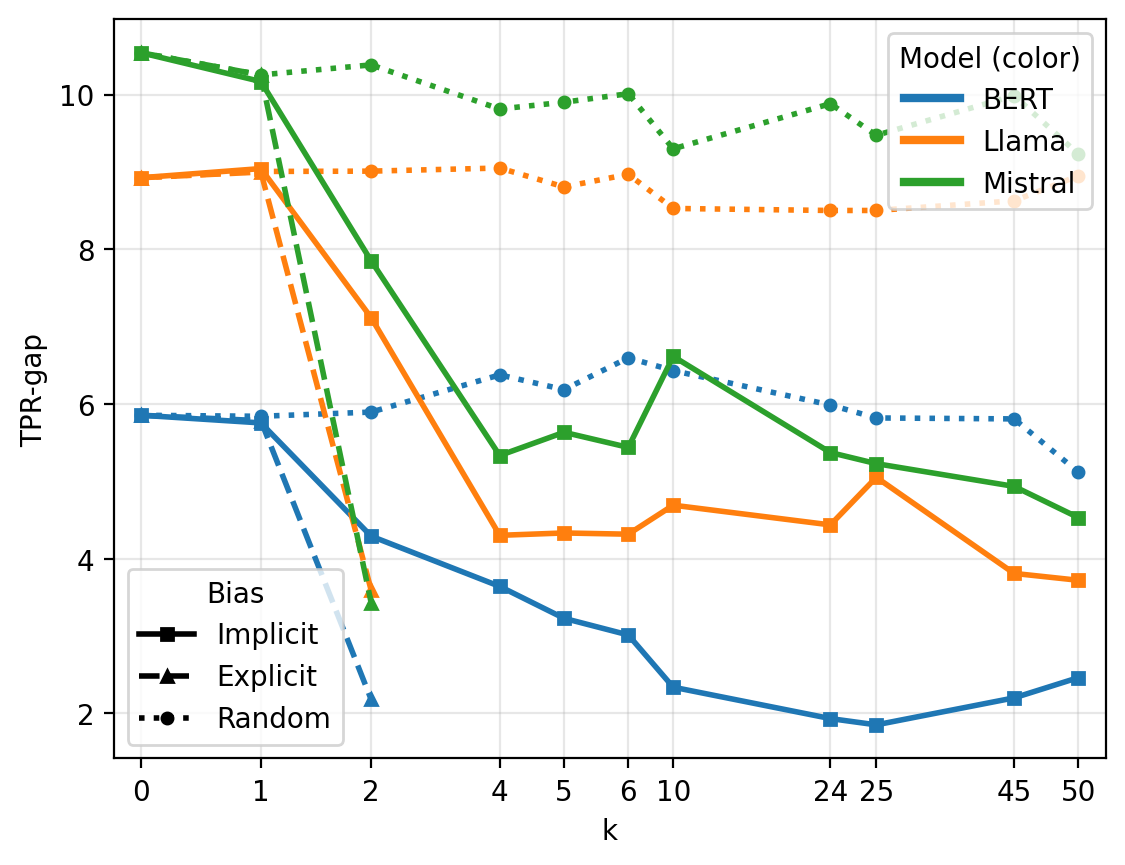 Model (color)
BERT
Llama
Mistral
Bias
Implicit
Explicit
Random
TPR-gap
10
8
6
4
2
0 1 2 4 5 6 10 24 25 45 50
k